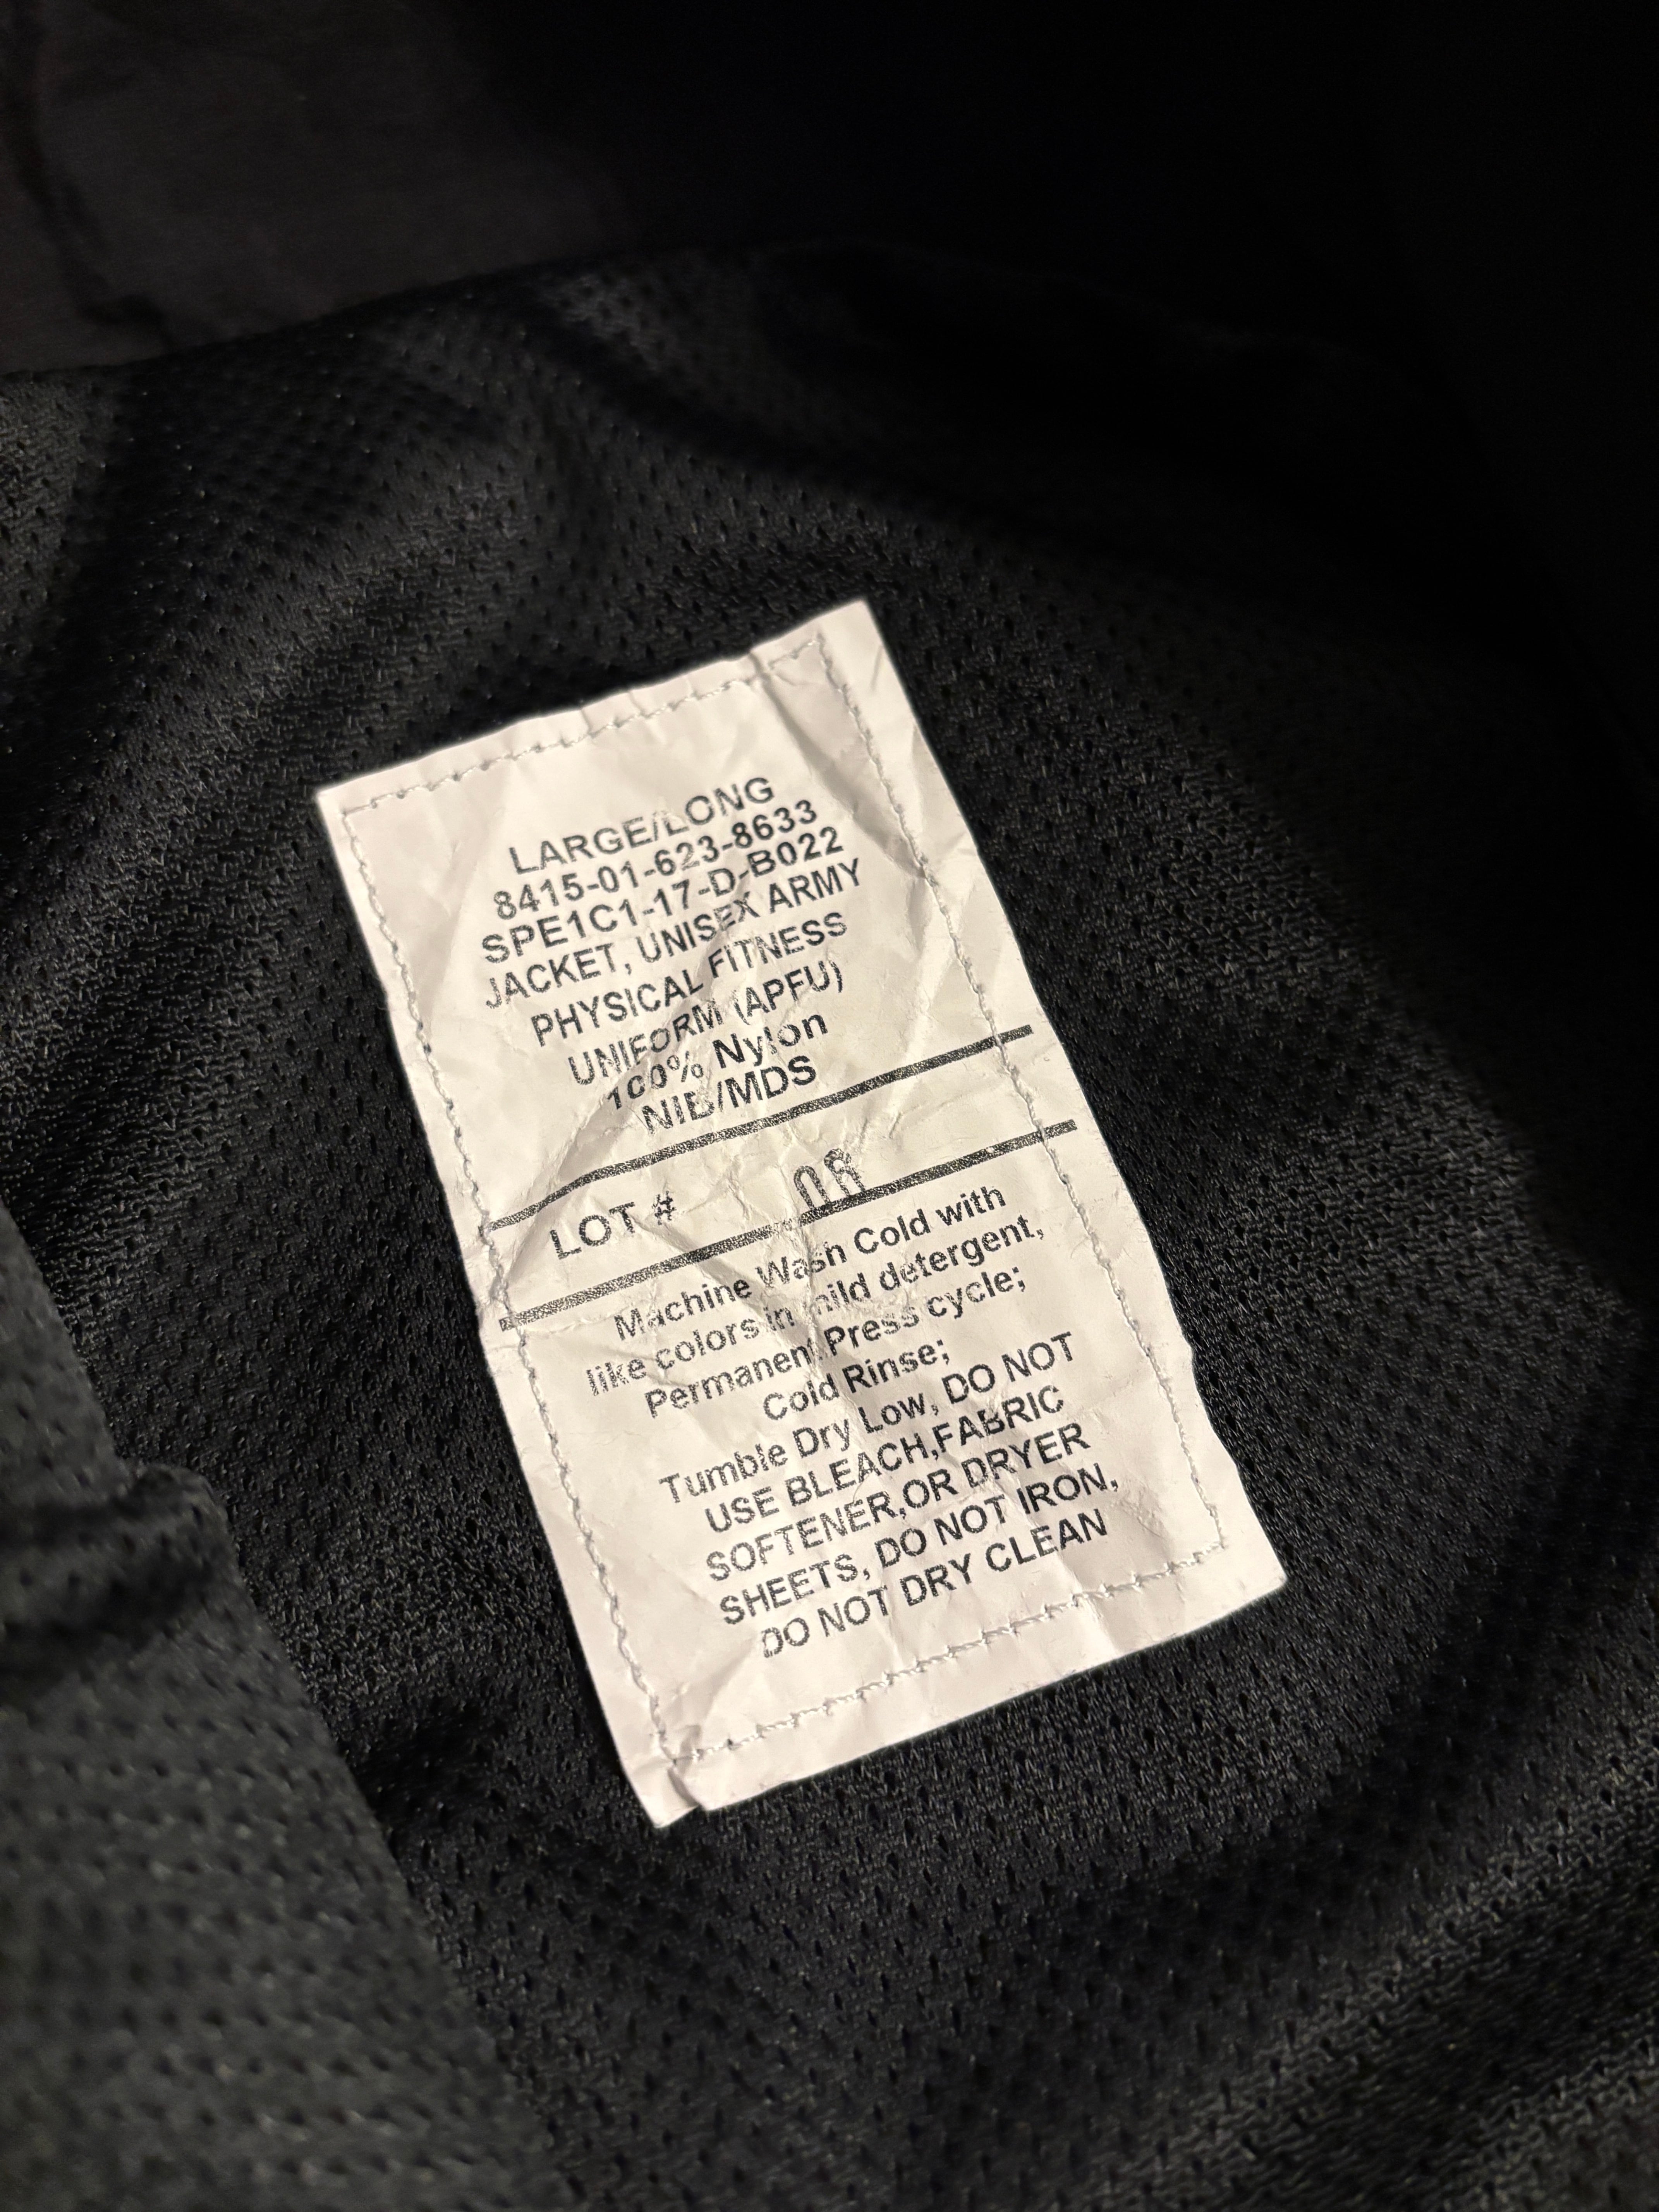 LARGE/LONG
8415-01-623-8633
SPE1C1-17-D-B022
JACKET, UNISEX ARMY
PHYSICAL FITNESS
UNIFORM (APFU)
100% Nylon
NIB/MDS
LOT # 06
Machine Wash Cold with
like colors in mild detergent,
Permanent Press cycle;
Cold Rinse;
Tumble Dry Low, DO NOT
USE BLEACH,FABRIC
SOFTENER,OR DRYER
SHEETS, DO NOT IRON,
DO NOT DRY CLEAN